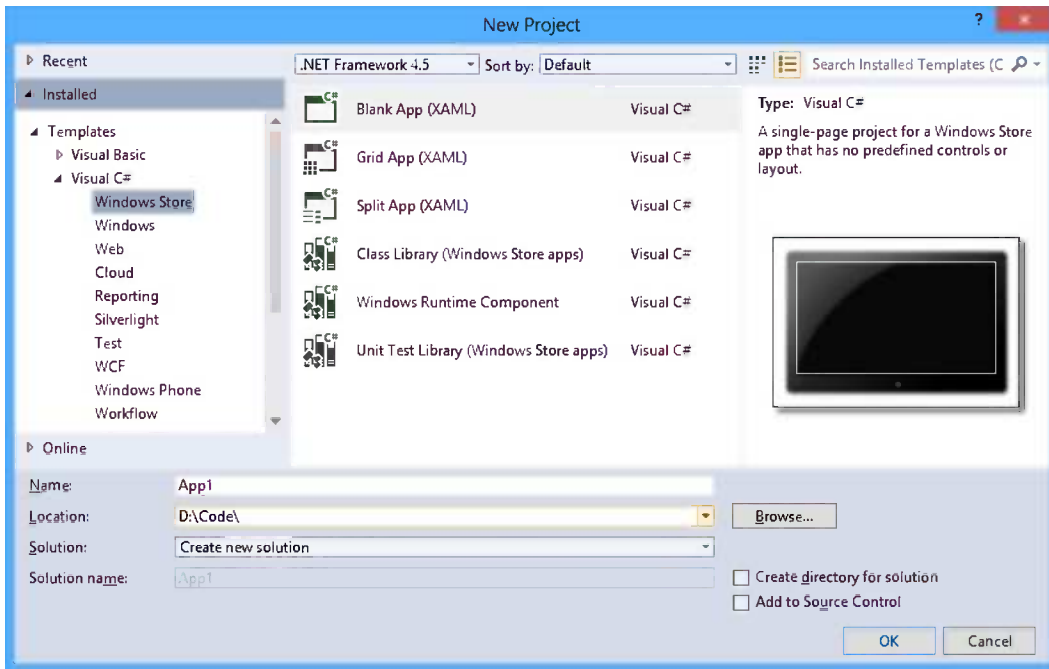 New Project
?
Recent
.NET Framework 4.5
Sort by: Default
Search Installed Templates (C
Installed
Templates
Visual Basic
Visual C#
Windows Store
Windows
Web
Cloud
Reporting
Silverlight
Test
WCF
Windows Phone
Workflow
Online
C# Blank App (XAML) Visual C#
C# Grid App (XAML) Visual C#
C# Split App (XAML) Visual C#
C# Class Library (Windows Store apps) Visual C#
C# Windows Runtime Component Visual C#
C# Unit Test Library (Windows Store apps) Visual C#
Type: Visual C#
A single-page project for a Windows Store
app that has no predefined controls or
layout.
Name: App1
Location: D:\Code\
Browse...
Solution: Create new solution
Solution name: App1
Create directory for solution
Add to Source Control
OK
Cancel